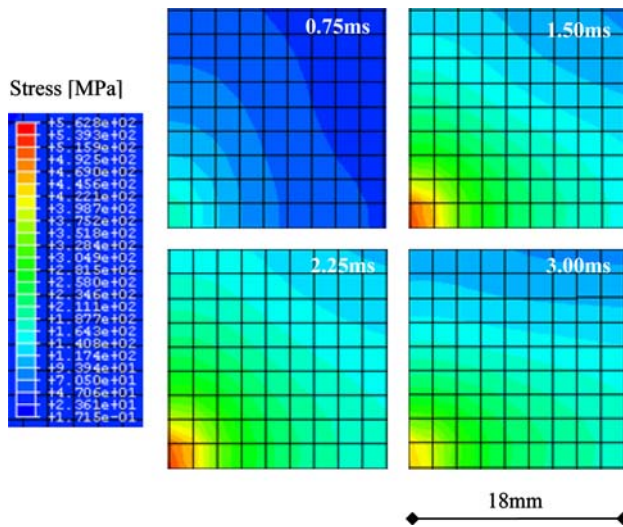 0.75ms
1.50ms
Stress [MPa]
+5.628e+02
+5.393e+02
+5.159e+02
+4.925e+02
+4.690e+02
+4.456e+02
+4.221e+02
+3.987e+02
+3.752e+02
+3.518e+02
+3.284e+02
+3.049e+02
+2.815e+02
+2.580e+02
+2.346e+02
+2.111e+02
+1.877e+02
+1.643e+02
+1.408e+02
+1.174e+02
+9.394e+01
+7.050e+01
+4.706e+01
+2.361e+01
+1.715e-01
2.25ms
3.00ms
18mm